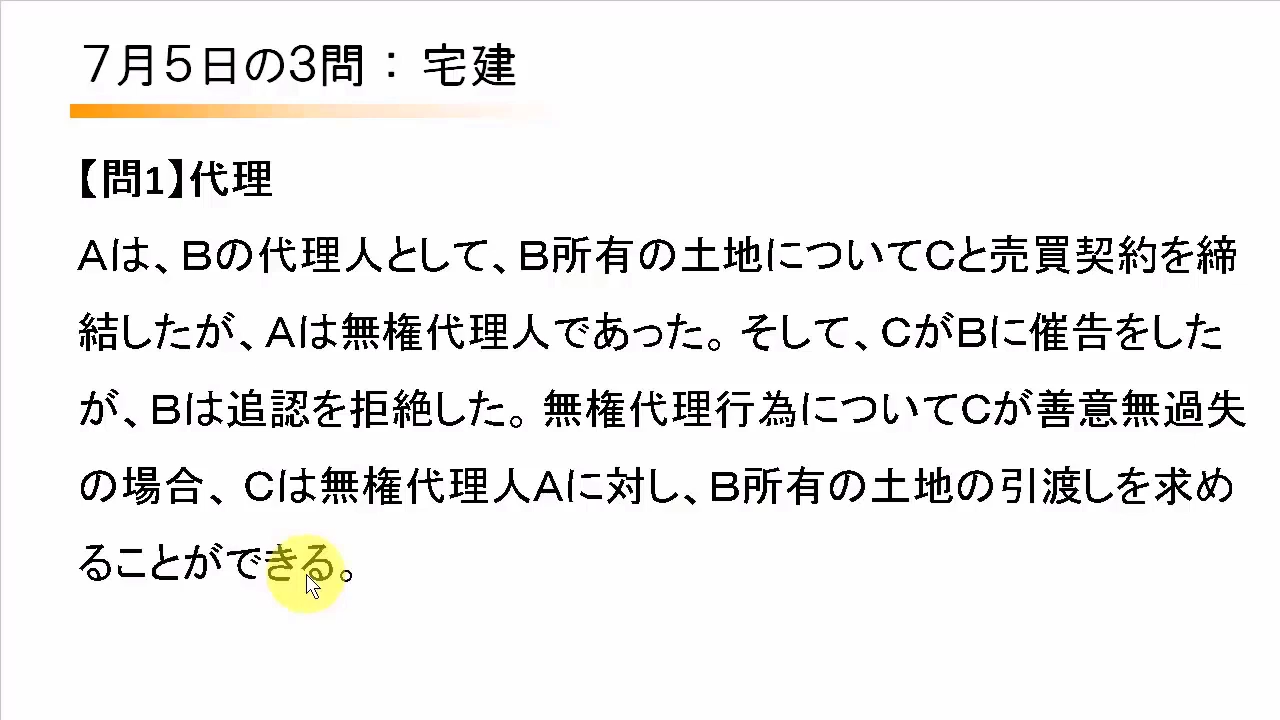 7月5日の3問：宅建
【問1】代理
Aは、Bの代理人として、B所有の土地についてCと売買契約を締
結したが、Aは無権代理人であった。そして、CがBに催告をした
が、Bは追認を拒絶した。無権代理行為についてCが善意無過失
の場合、Cは無権代理人Aに対し、B所有の土地の引渡しを求め
ることができる。